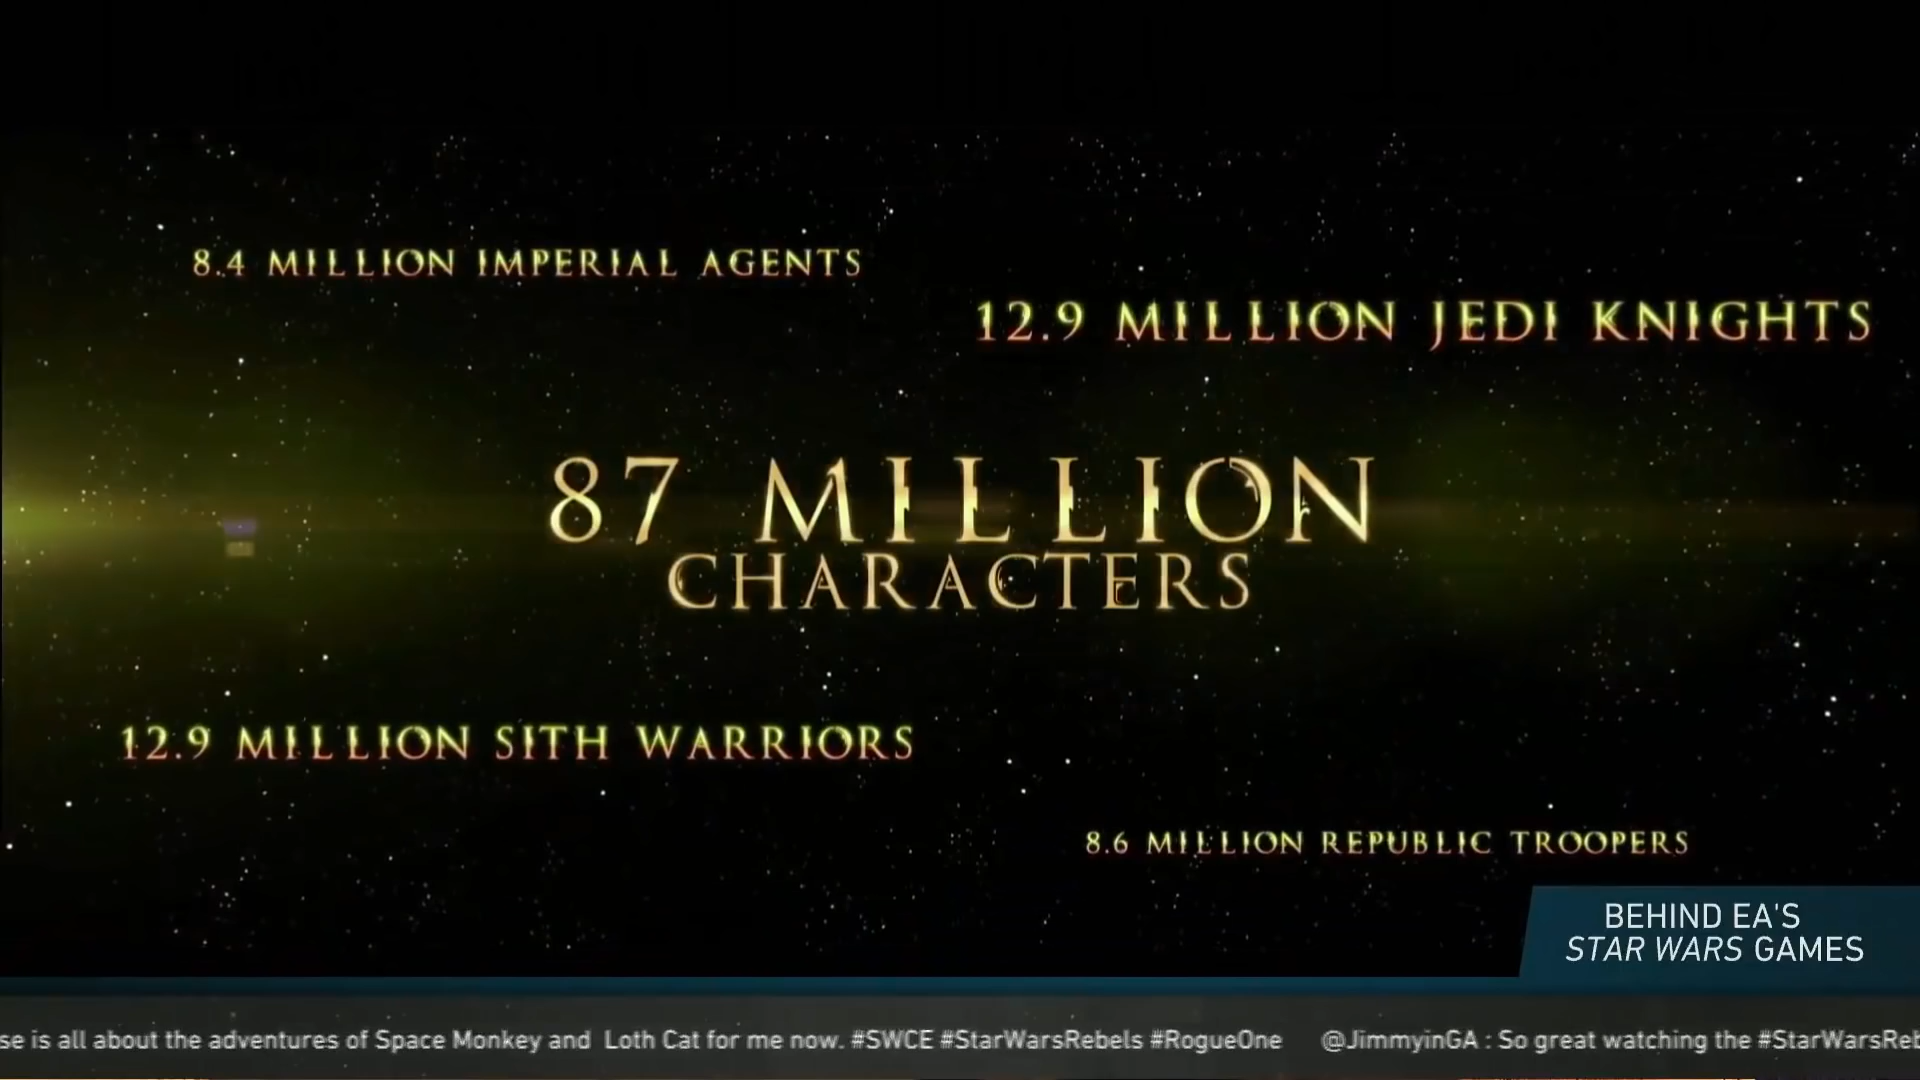 8.4 MILLION IMPERIAL AGENTS
12.9 MILLION JEDI KNIGHTS
87 MILLION
CHARACTERS
12.9 MILLION SITH WARRIORS
8.6 MILLION REPUBLIC TROOPERS
BEHIND EA'S
STAR WARS GAMES
se is all about the adventures of Space Monkey and Loth Cat for me now. #SWCE #StarWarsRebels #RogueOne @JimmyinGA : So great watching the #StarWarsReb